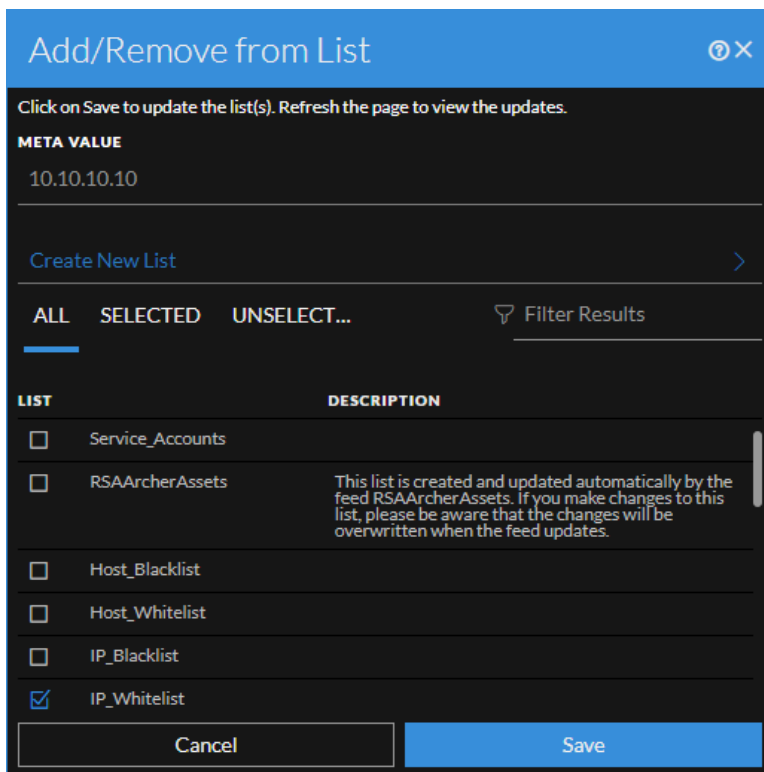 Add/Remove from List
Click on Save to update the list(s). Refresh the page to view the updates.
META VALUE
10.10.10.10
Create New List
ALL SELECTED UNSELECT... Filter Results
LIST DESCRIPTION
Service_Accounts
RSAArcherAssets This list is created and updated automatically by the
feed RSAArcherAssets. If you make changes to this
list, please be aware that the changes will be
overwritten when the feed updates.
Host_Blacklist
Host_Whitelist
IP_Blacklist
IP_Whitelist
Cancel Save